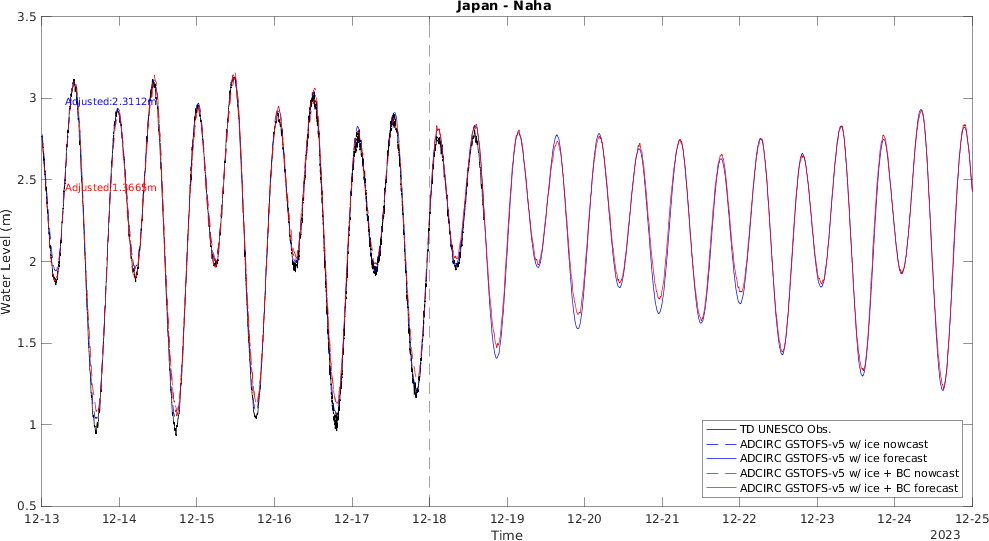 Japan - Naha
3.5
3
2.5
2
1.5
1
0.5
Water Level (m)
Adjusted:2.3112m
Adjusted:1.3665m
TD UNESCO Obs.
ADCIRC GSTOFS-v5 w/ ice nowcast
ADCIRC GSTOFS-v5 w/ ice forecast
ADCIRC GSTOFS-v5 w/ ice + BC nowcast
ADCIRC GSTOFS-v5 w/ ice + BC forecast
12-13 12-14 12-15 12-16 12-17 12-18 12-19 12-20 12-21 12-22 12-23 12-24 12-25
Time
2023